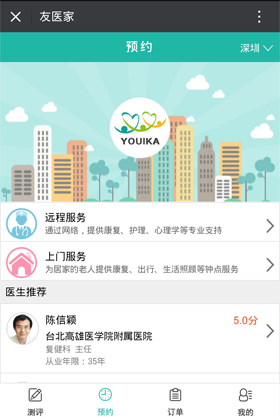 友医家
预约
深圳
YOUIKA
远程服务
通过网络，提供康复、护理、心理学等专业支持
上门服务
为居家的老人提供康复、出行、生活照顾等钟点服务
医生推荐
陈信颖
5.0分
台北高雄医学院附属医院
复健科 主任
从业年限：35年
测评
预约
订单
我的